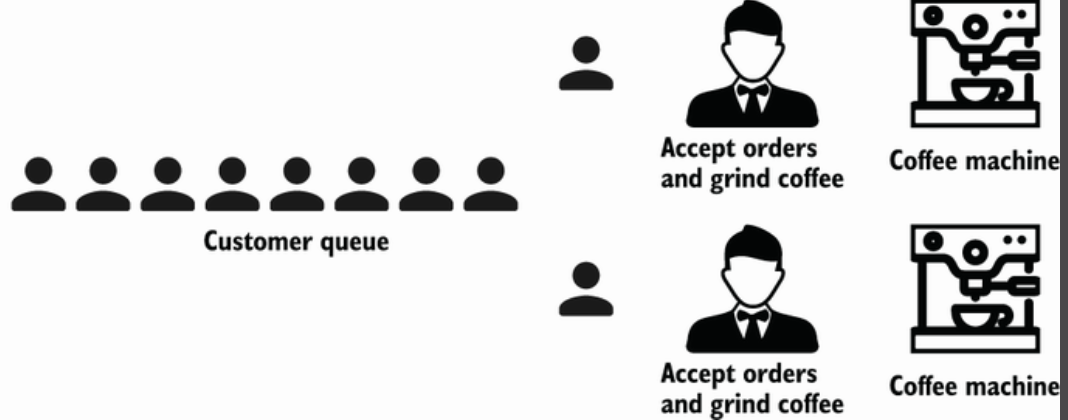 Accept orders
and grind coffee
Coffee machine
Customer queue
Accept orders
and grind coffee
Coffee machine